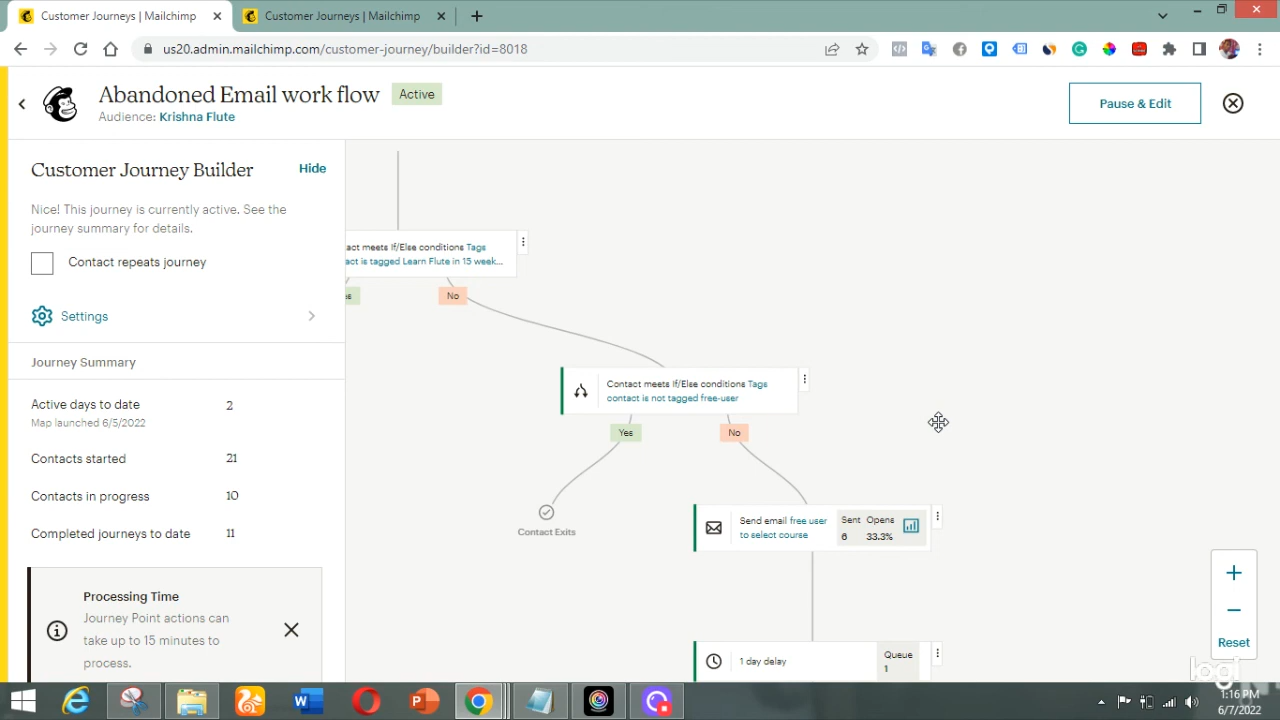 Customer Journeys | Mailchimp
Customer Journeys | Mailchimp
us20.admin.mailchimp.com/customer-journey/builder?id=8018
Abandoned Email work flow
Active
Audience: Krishna Flute
Pause & Edit
Customer Journey Builder
Hide
Nice! This journey is currently active. See the
journey summary for details.
Contact repeats journey
Settings
Journey Summary
Active days to date 2
Map launched 6/5/2022
Contacts started 21
Contacts in progress 10
Completed journeys to date 11
Processing Time
Journey Point actions can
take up to 15 minutes to
process.
act meets If/Else conditions Tags
act is tagged Learn Flute in 15 week...
es
No
Contact meets If/Else conditions Tags
contact is not tagged free-user
Yes
No
Contact Exits
Send email free user
to select course
Sent Opens
6 33.3%
1 day delay
Queue
1
Reset
1:16 PM
6/7/2022